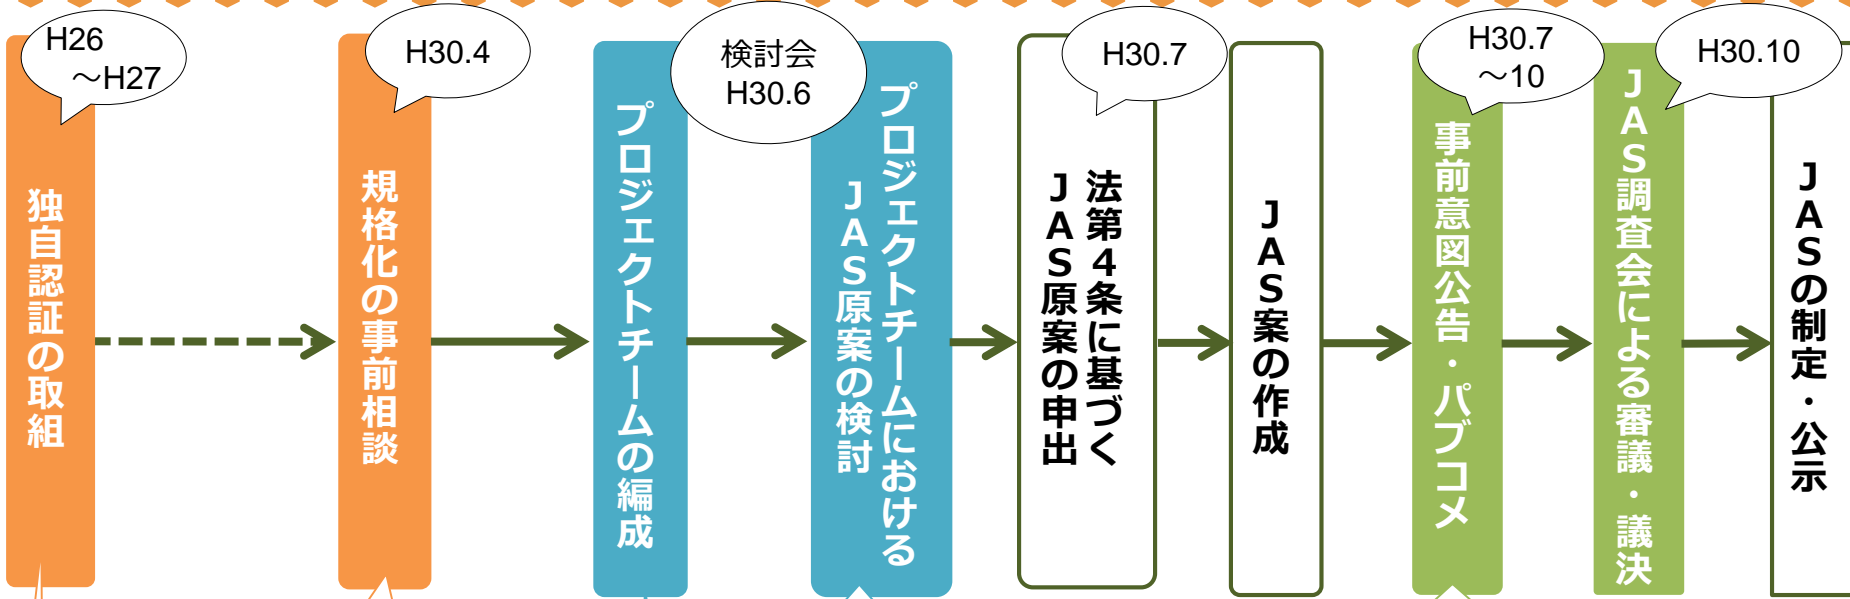 H26
～H27
独自認証の取組
H30.4
規格化の事前相談
プロジェクトチームの編成
検討会
H30.6
プロジェクトチームにおける
ＪＡＳ原案の検討
H30.7
法第４条に基づく
ＪＡＳ原案の申出
ＪＡＳ案の作成
H30.7
～10
事前意図公告・パブコメ
H30.10
ＪＡＳ調査会による審議・議決
ＪＡＳの制定・公示